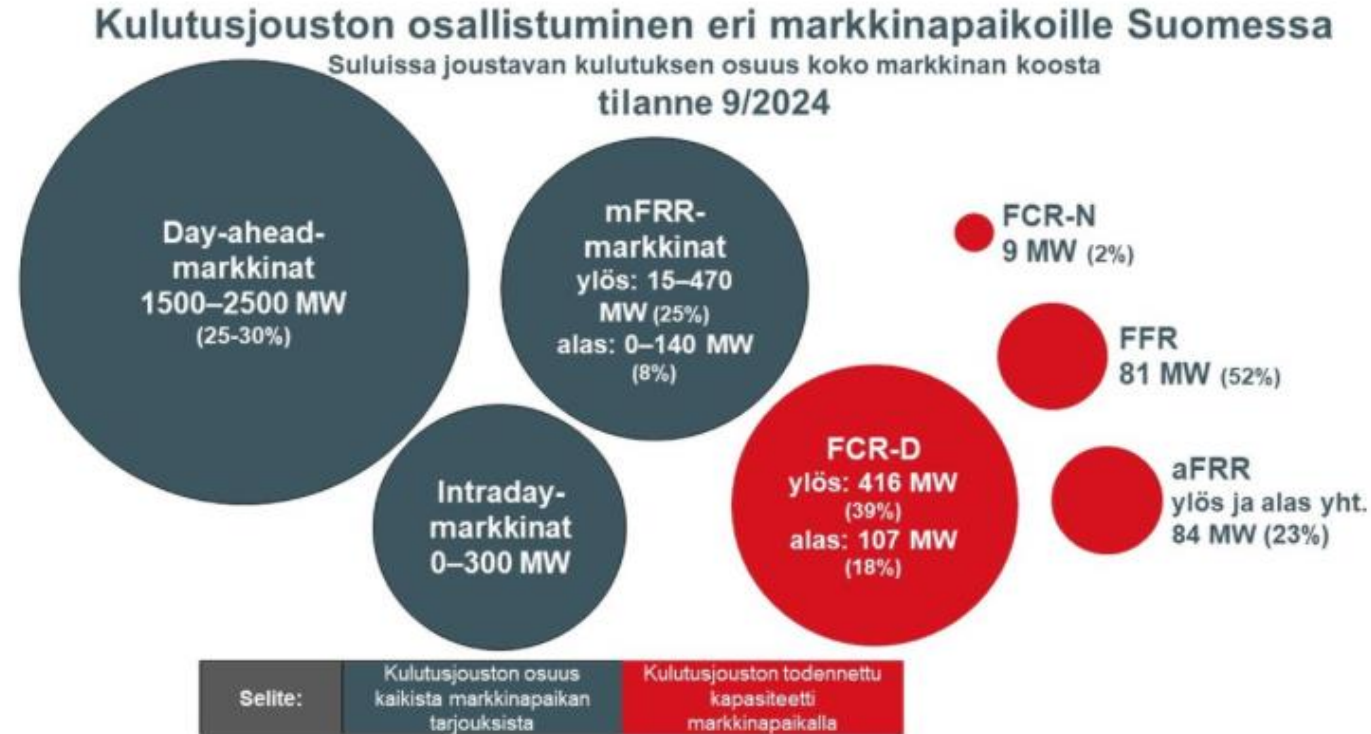 Kulutusjouston osallistuminen eri markkinapaikoille Suomessa
Suluissa joustavan kulutuksen osuus koko markkinan koosta
tilanne 9/2024
Day-ahead-
markkinat
1500–2500 MW
(25-30%)
mFRR-
markkinat
ylös: 15–470
MW (25%)
alas: 0–140 MW
(8%)
Intraday-
markkinat
0–300 MW
FCR-D
ylös: 416 MW
(39%)
alas: 107 MW
(18%)
FCR-N
9 MW (2%)
FFR
81 MW (52%)
aFRR
ylös ja alas yht.
84 MW (23%)
Selite:
Kulutusjouston osuus
kaikista markkinapaikan
tarjouksista
Kulutusjouston todennettu
kapasiteetti
markkinapaikalla